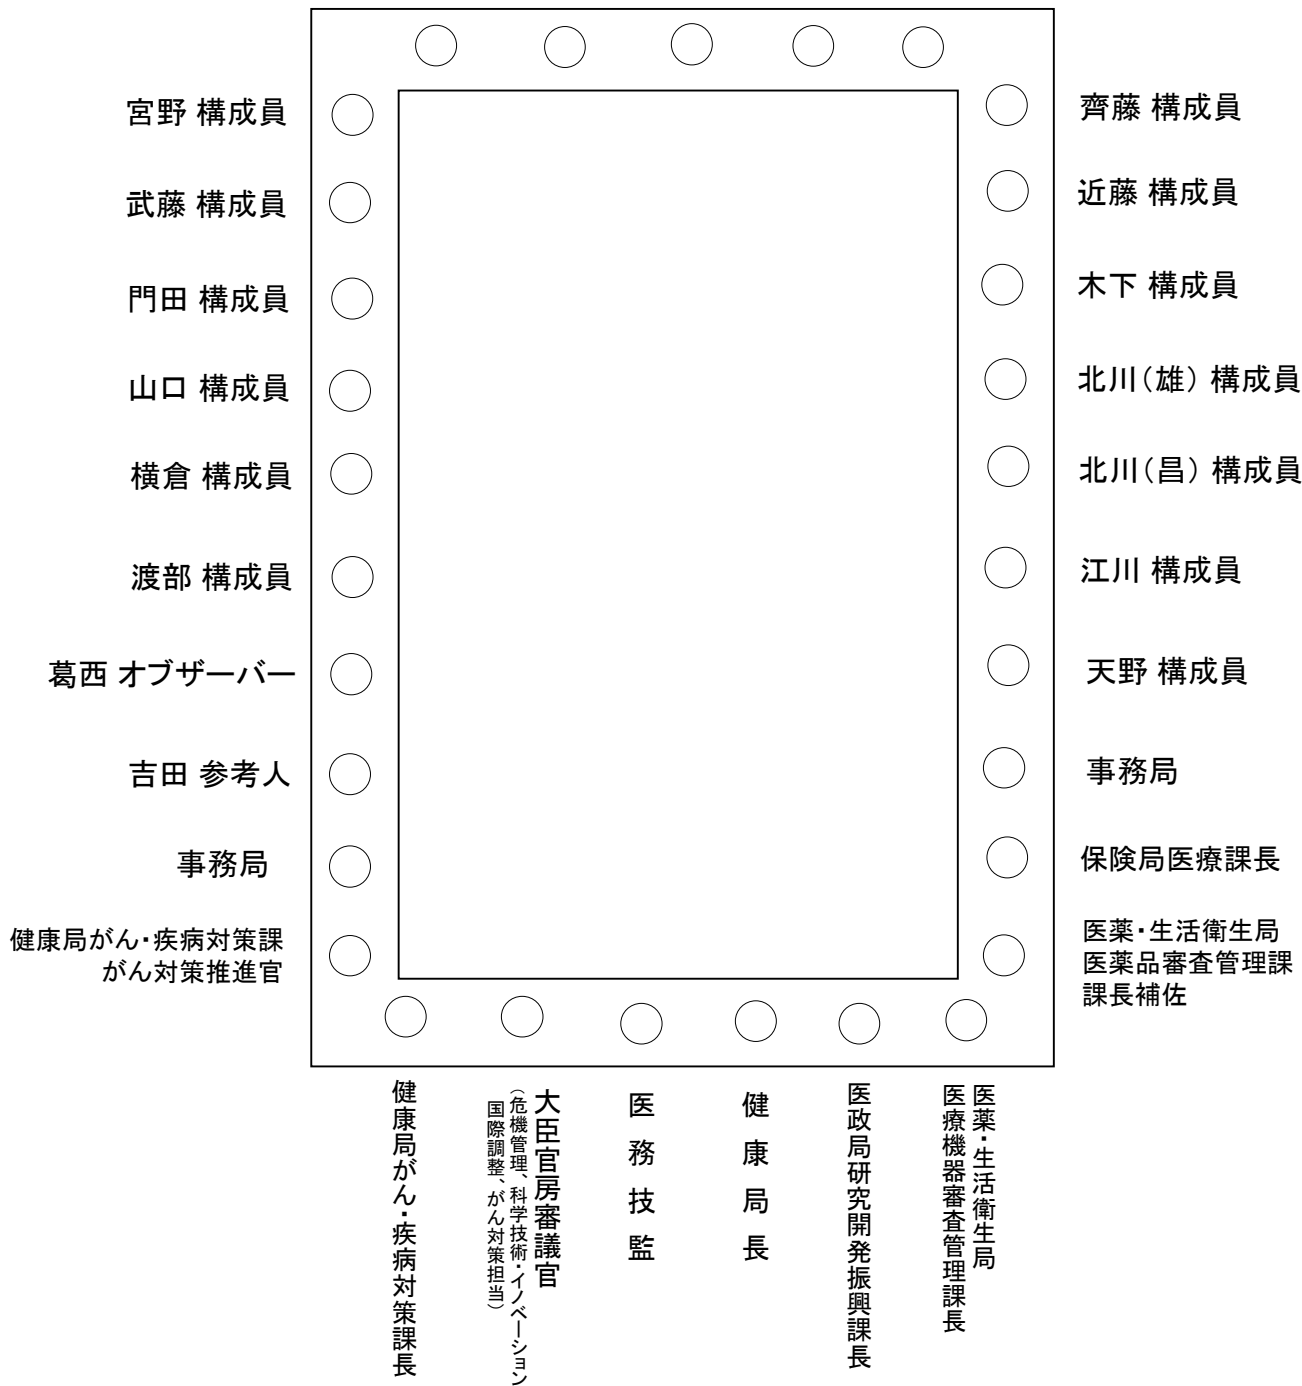 宮野 構成員
武藤 構成員
門田 構成員
山口 構成員
横倉 構成員
渡部 構成員
葛西 オブザーバー
吉田 参考人
事務局
健康局がん・疾病対策課
がん対策推進官
齊藤 構成員
近藤 構成員
木下 構成員
北川(雄) 構成員
北川(昌) 構成員
江川 構成員
天野 構成員
事務局
保険局医療課長
医薬・生活衛生局
医薬品審査管理課
課長補佐
健康局がん・疾病対策課長
大臣官房審議官
(危機管理、科学技術・イノベーション
国際調整、がん対策担当)
医務技監
健康局長
医政局研究開発振興課長
医薬・生活衛生局
医療機器審査管理課長